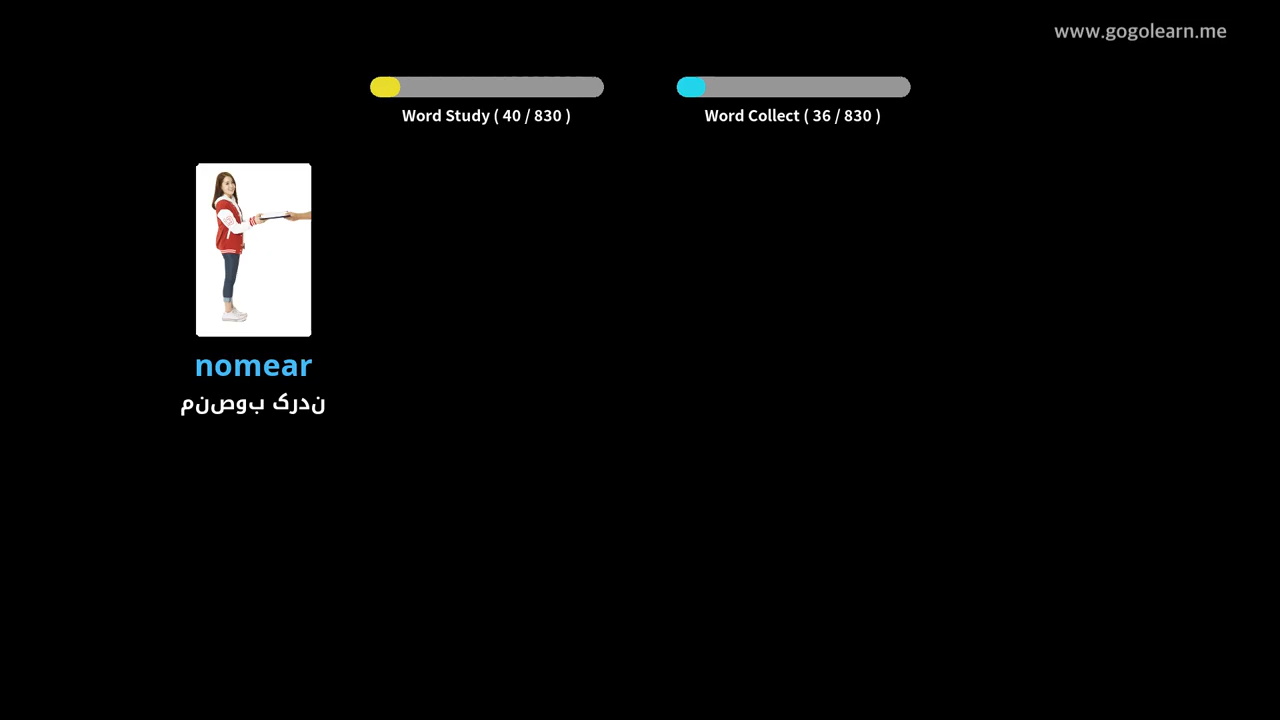 www.gogolearn.me
Word Study ( 40 / 830 )
Word Collect ( 36 / 830 )
nomear
منصوب کردن